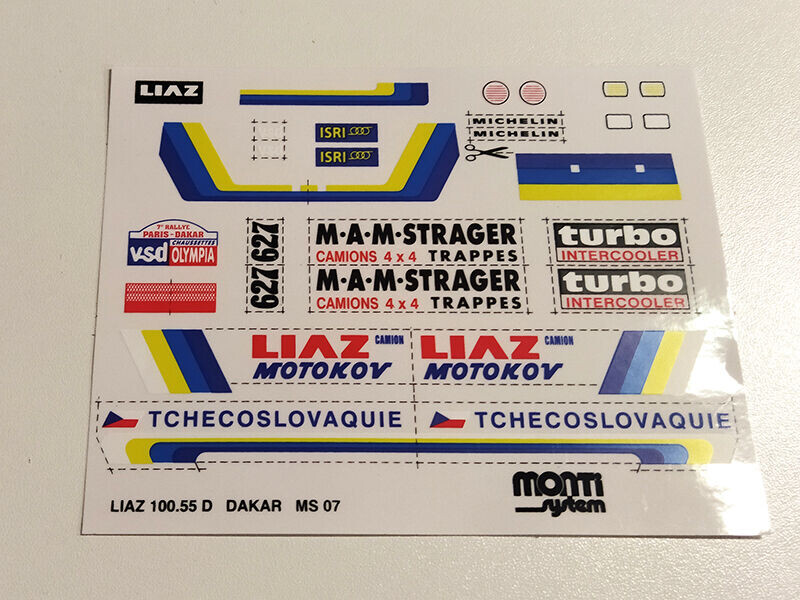 LIAZ
MICHELIN
MICHELIN
ISRI
ISRI
7e RALLYE
PARIS - DAKAR
vsd CHAUSSETTES
OLYMPIA
627
627
M·A·M·STRAGER
CAMIONS 4 x 4 TRAPPES
M·A·M·STRAGER
CAMIONS 4 x 4 TRAPPES
turbo
INTERCOOLER
turbo
INTERCOOLER
LIAZ CAMION
MOTOKOV
LIAZ CAMION
MOTOKOV
TCHECOSLOVAQUIE
TCHECOSLOVAQUIE
LIAZ 100.55 D DAKAR MS 07
MONTI
system